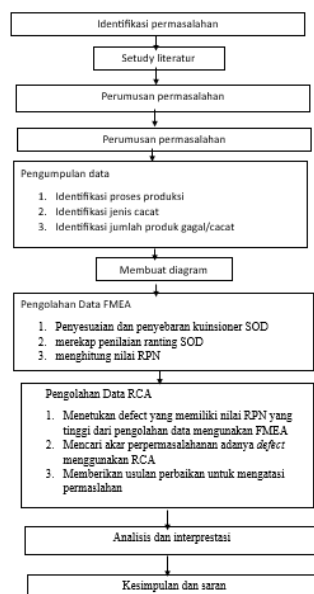 Identifikasi permasalahan
Setudy literatur
Perumusan permasalahan
Perumusan permasalahan
Pengumpulan data
1. Identifikasi proses produksi
2. Identifikasi jenis cacat
3. Identifikasi jumlah produk gagal/cacat
Membuat diagram
Pengolahan Data FMEA
1. Penyesuaian dan penyebaran kuinsioner SOD
2. merekap penilaian ranting SOD
3. menghitung nilai RPN
Pengolahan Data RCA
1. Menetukan defect yang memiliki nilai RPN yang
tinggi dari pengolahan data mengunakan FMEA
2. Mencari akar perpermasalahanan adanya defect
menggunakan RCA
3. Memberikan usulan perbaikan untuk mengatasi
permaslahan
Analisis dan interprestasi
Kesimpulan dan saran